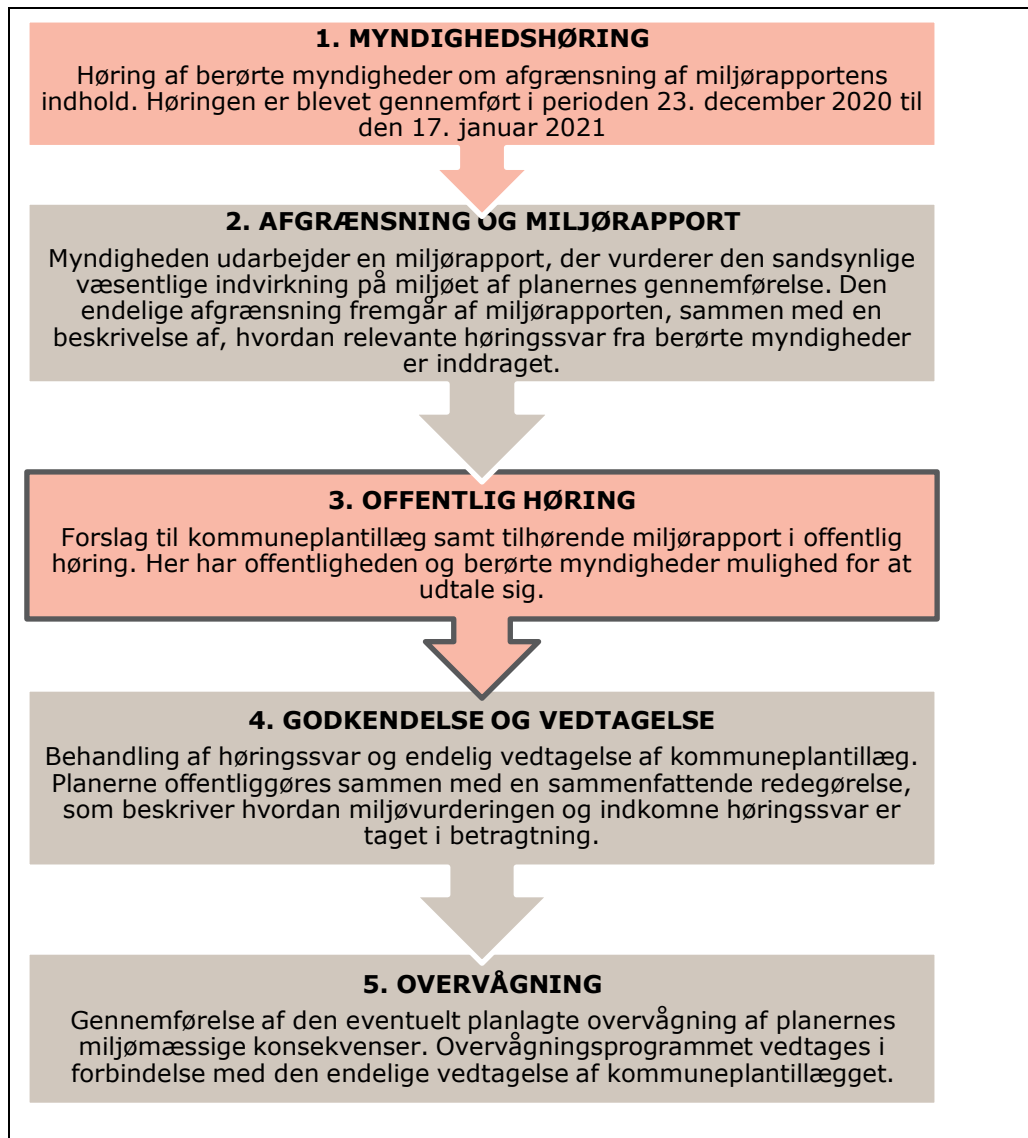 1. MYNDIGHEDSHØRING
Høring af berørte myndigheder om afgrænsning af miljørapportens
indhold. Høringen er blevet gennemført i perioden 23. december 2020 til
den 17. januar 2021
2. AFGRÆNSNING OG MILJØRAPPORT
Myndigheden udarbejder en miljørapport, der vurderer den sandsynlige
væsentlige indvirkning på miljøet af planernes gennemførelse. Den
endelige afgrænsning fremgår af miljørapporten, sammen med en
beskrivelse af, hvordan relevante høringssvar fra berørte myndigheder
er inddraget.
3. OFFENTLIG HØRING
Forslag til kommuneplantillæg samt tilhørende miljørapport i offentlig
høring. Her har offentligheden og berørte myndigheder mulighed for at
udtale sig.
4. GODKENDELSE OG VEDTAGELSE
Behandling af høringssvar og endelig vedtagelse af kommuneplantillæg.
Planerne offentliggøres sammen med en sammenfattende redegørelse,
som beskriver hvordan miljøvurderingen og indkomne høringssvar er
taget i betragtning.
5. OVERVÅGNING
Gennemførelse af den eventuelt planlagte overvågning af planernes
miljømæssige konsekvenser. Overvågningsprogrammet vedtages i
forbindelse med den endelige vedtagelse af kommuneplantillægget.